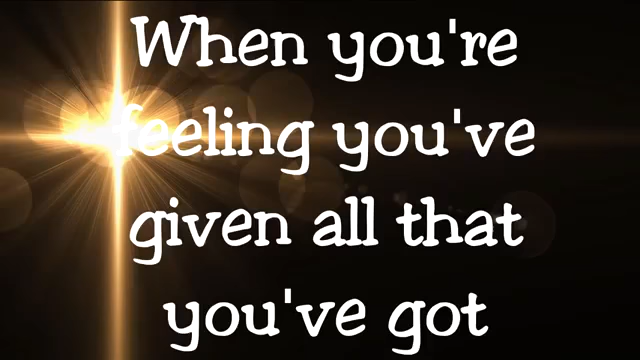 When you're
feeling you've
given all that
you've got